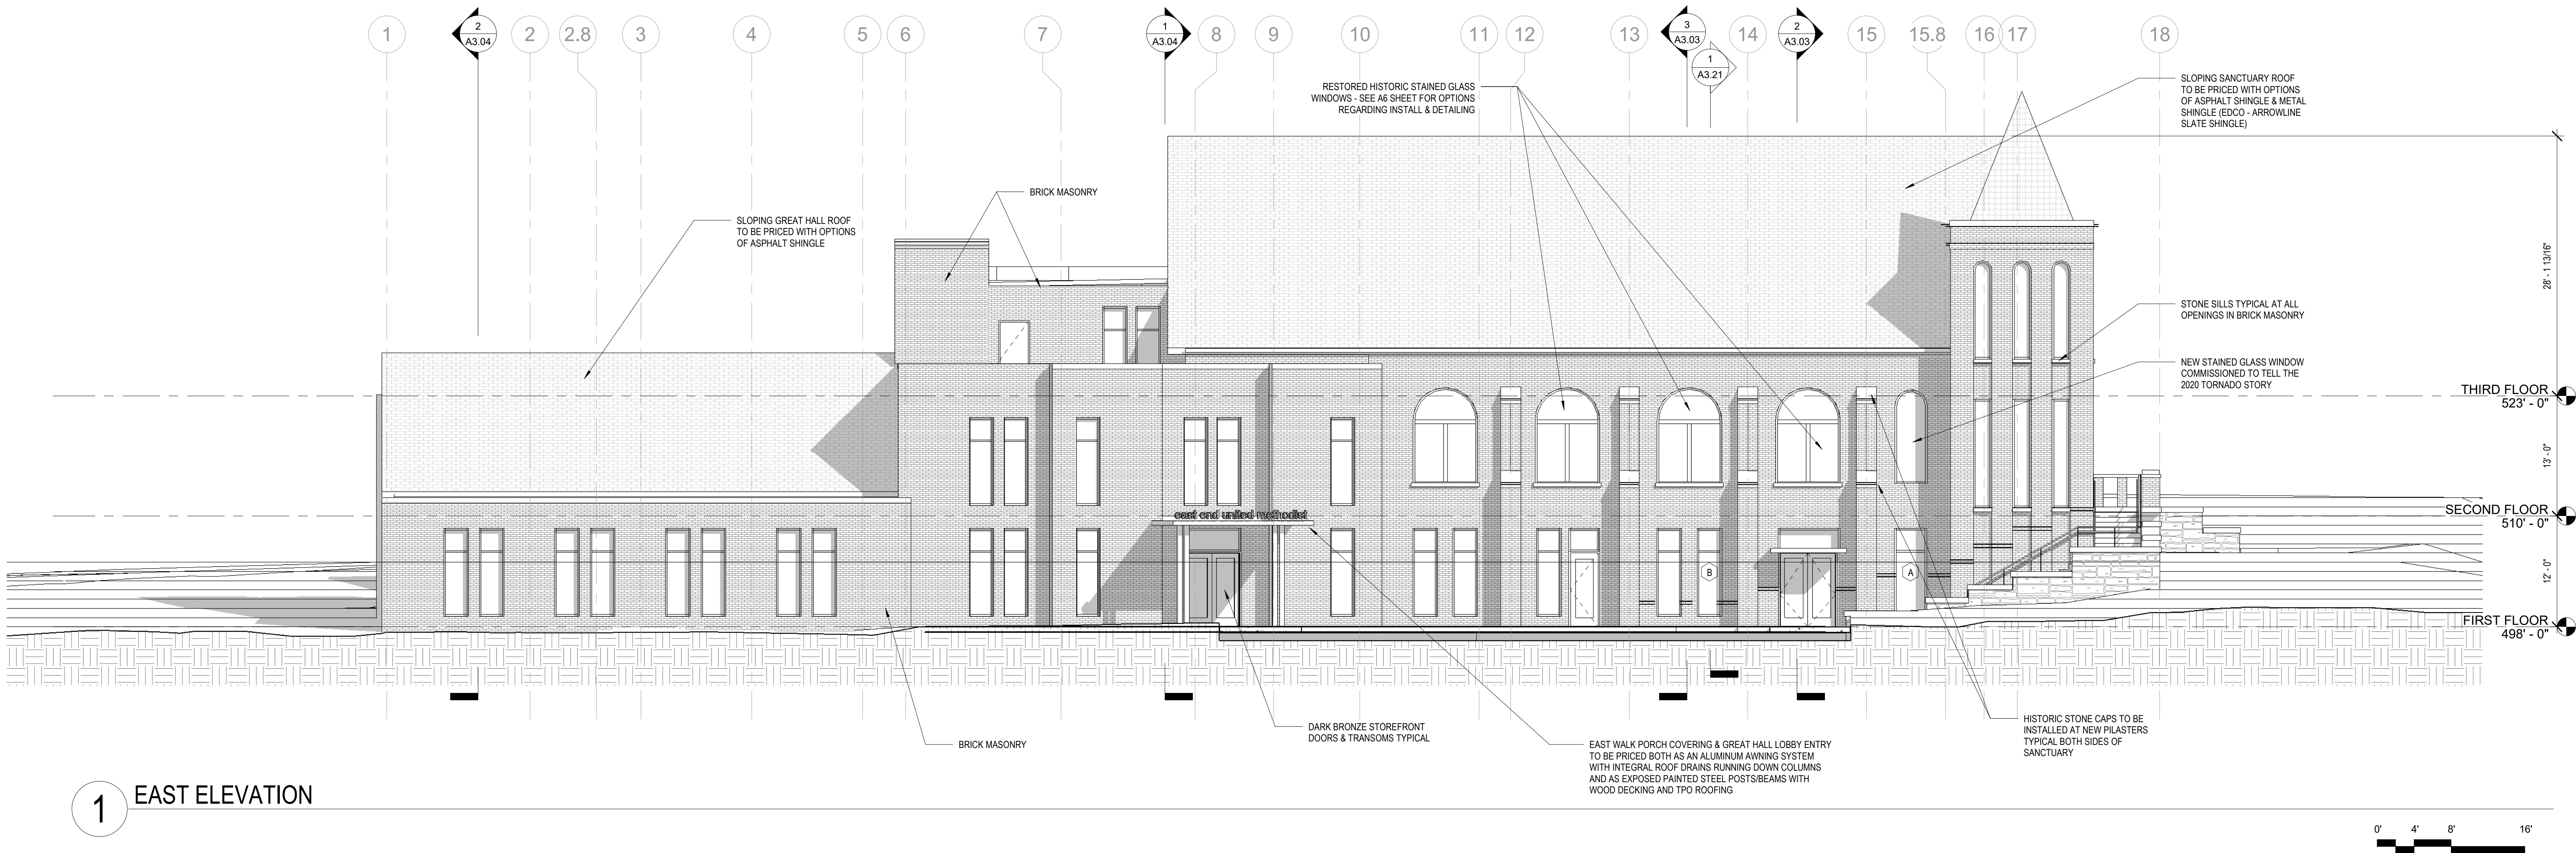 1
2
A3.04
2
2.8
3
4
5
6
7
1
A3.04
8
9
10
11
12
13
3
A3.03
1
A3.21
14
2
A3.03
15
15.8
16
17
18
RESTORED HISTORIC STAINED GLASS
WINDOWS - SEE A6 SHEET FOR OPTIONS
REGARDING INSTALL & DETAILING
SLOPING SANCTUARY ROOF
TO BE PRICED WITH OPTIONS
OF ASPHALT SHINGLE & METAL
SHINGLE (EDCO - ARROWLINE
SLATE SHINGLE)
BRICK MASONRY
SLOPING GREAT HALL ROOF
TO BE PRICED WITH OPTIONS
OF ASPHALT SHINGLE
28' - 1 13/16"
STONE SILLS TYPICAL AT ALL
OPENINGS IN BRICK MASONRY
NEW STAINED GLASS WINDOW
COMMISSIONED TO TELL THE
2020 TORNADO STORY
THIRD FLOOR
523' - 0"
13' - 0"
SECOND FLOOR
510' - 0"
east end united methodist
12' - 0"
B
A
FIRST FLOOR
498' - 0"
BRICK MASONRY
DARK BRONZE STOREFRONT
DOORS & TRANSOMS TYPICAL
EAST WALK PORCH COVERING & GREAT HALL LOBBY ENTRY
TO BE PRICED BOTH AS AN ALUMINUM AWNING SYSTEM
WITH INTEGRAL ROOF DRAINS RUNNING DOWN COLUMNS
AND AS EXPOSED PAINTED STEEL POSTS/BEAMS WITH
WOOD DECKING AND TPO ROOFING
HISTORIC STONE CAPS TO BE
INSTALLED AT NEW PILASTERS
TYPICAL BOTH SIDES OF
SANCTUARY
1
EAST ELEVATION
0'
4'
8'
16'